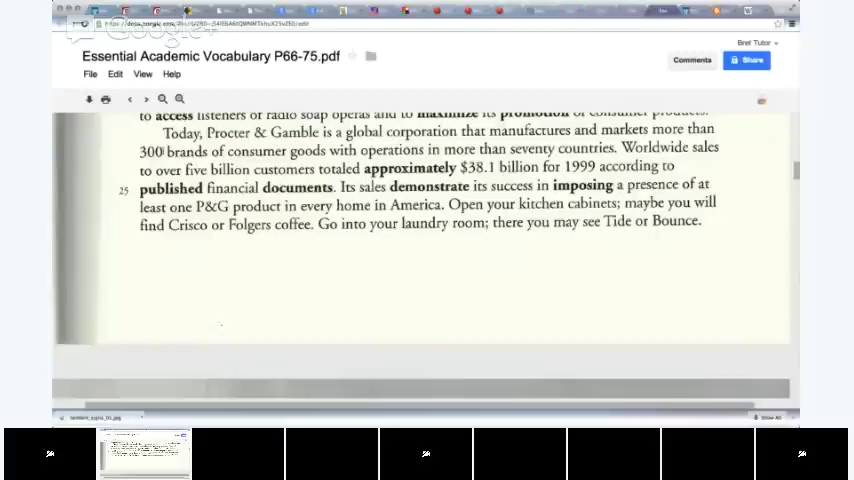 Google+
Essential Academic Vocabulary P66-75.pdf
Bret Tutor
File Edit View Help
Comments
Share
to access listeners of radio soap operas and to maximize its promotion of consumer products.
Today, Procter & Gamble is a global corporation that manufactures and markets more than
300 brands of consumer goods with operations in more than seventy countries. Worldwide sales
to over five billion customers totaled approximately $38.1 billion for 1999 according to
25 published financial documents. Its sales demonstrate its success in imposing a presence of at
least one P&G product in every home in America. Open your kitchen cabinets; maybe you will
find Crisco or Folgers coffee. Go into your laundry room; there you may see Tide or Bounce.
Show All